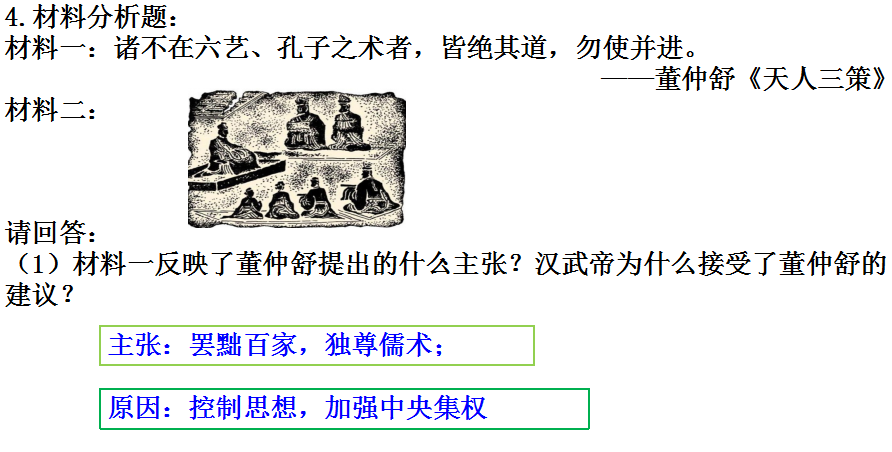 4.材料分析题：
材料一：诸不在六艺、孔子之术者，皆绝其道，勿使并进。
——董仲舒《天人三策》
材料二：
请回答：
（1）材料一反映了董仲舒提出的什么主张？汉武帝为什么接受了董仲舒的
建议？
主张：罢黜百家，独尊儒术；
原因：控制思想，加强中央集权